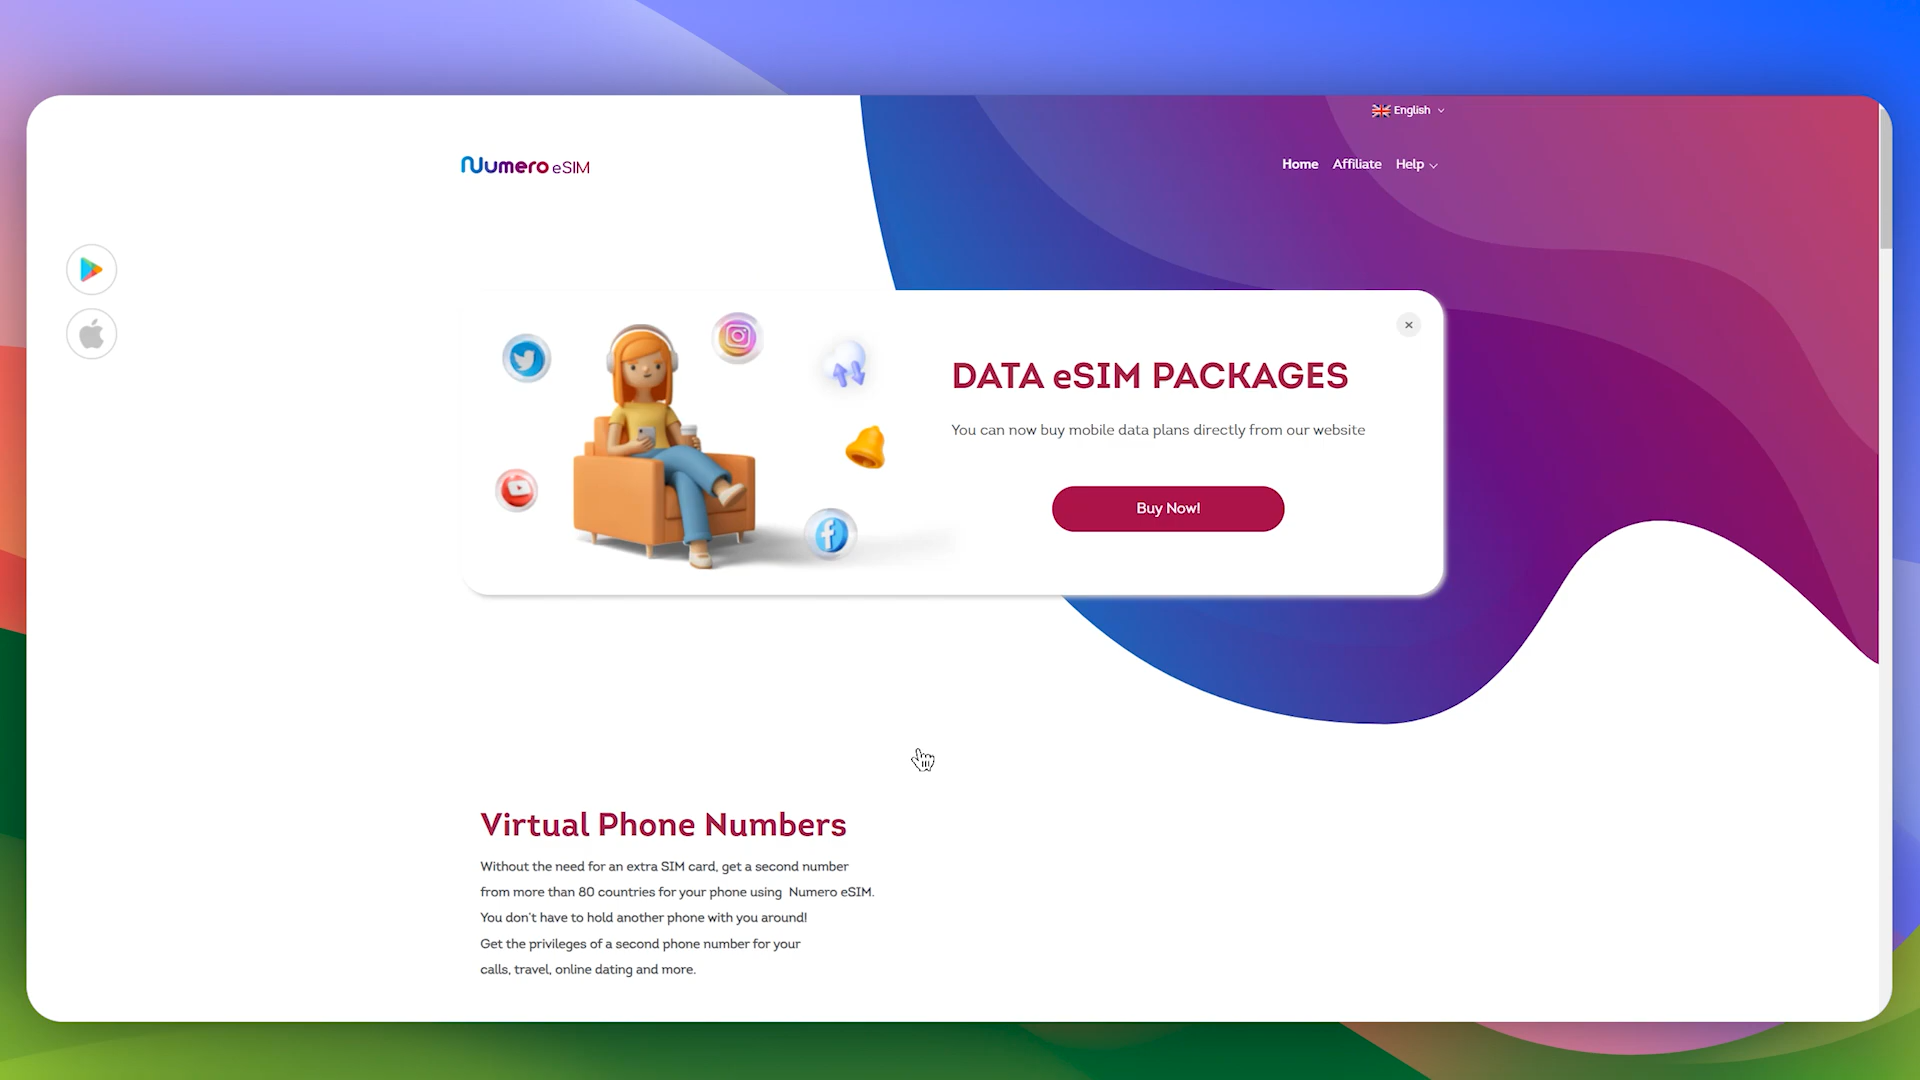 English
Numero eSIM
Home Affiliate Help
DATA eSIM PACKAGES
You can now buy mobile data plans directly from our website
Buy Now!
Virtual Phone Numbers
Without the need for an extra SIM card, get a second number
from more than 80 countries for your phone using Numero eSIM.
You don't have to hold another phone with you around!
Get the privileges of a second phone number for your
calls, travel, online dating and more.